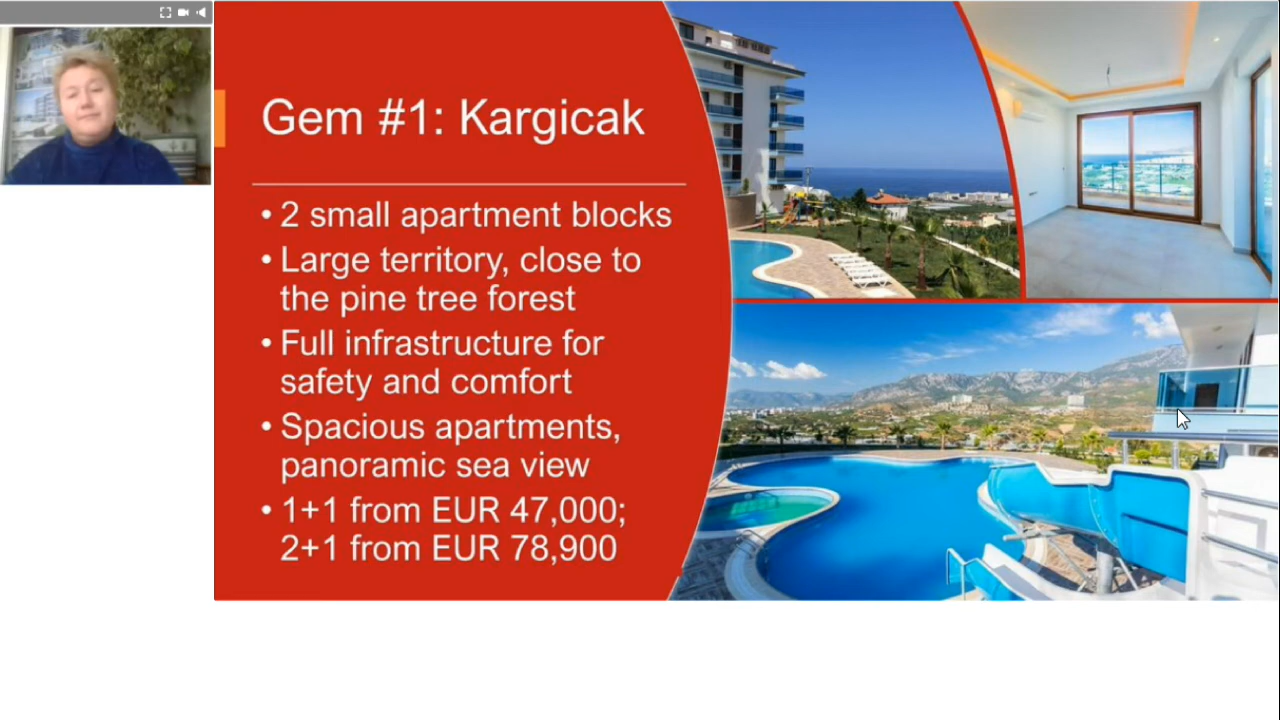 Gem #1: Kargicak
• 2 small apartment blocks
• Large territory, close to
the pine tree forest
• Full infrastructure for
safety and comfort
• Spacious apartments,
panoramic sea view
• 1+1 from EUR 47,000;
2+1 from EUR 78,900